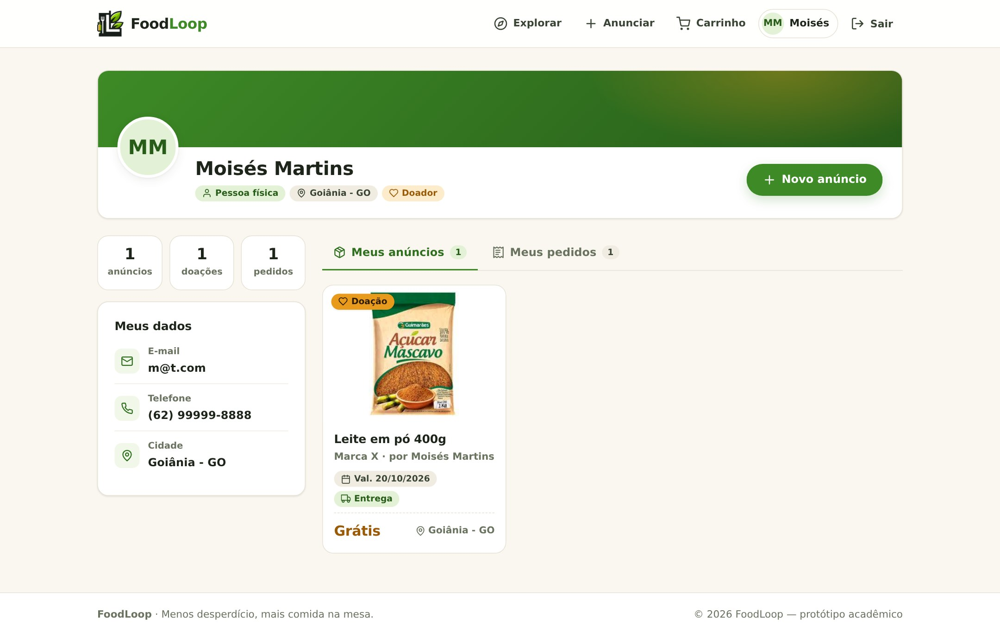 FoodLoop
Explorar
Anunciar
Carrinho
MM Moisés
Sair
MM
Moisés Martins
Pessoa física
Goiânia - GO
Doador
Novo anúncio
1
anúncios
1
doações
1
pedidos
Meus dados
E-mail
m@t.com
Telefone
(62) 99999-8888
Cidade
Goiânia - GO
Meus anúncios 1
Meus pedidos 1
Doação
Guimarães
Açúcar
Mascavo
100%
1 Kg
Leite em pó 400g
Marca X · por Moisés Martins
Val. 20/10/2026
Entrega
Grátis
Goiânia - GO
FoodLoop · Menos desperdício, mais comida na mesa.
© 2026 FoodLoop — protótipo acadêmico